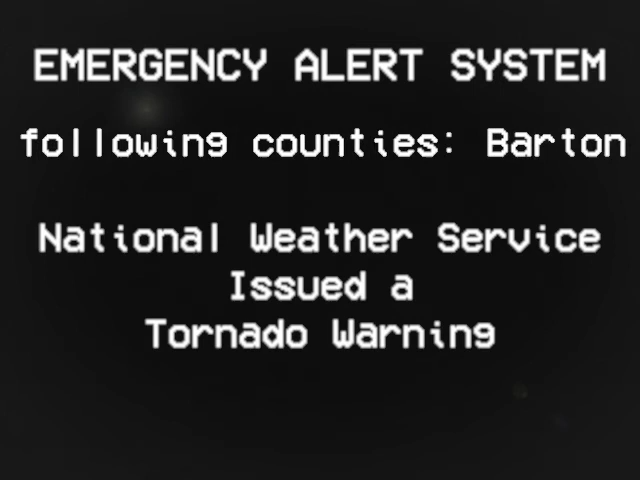 EMERGENCY ALERT SYSTEM
following counties: Barton
National Weather Service
Issued a
Tornado Warning